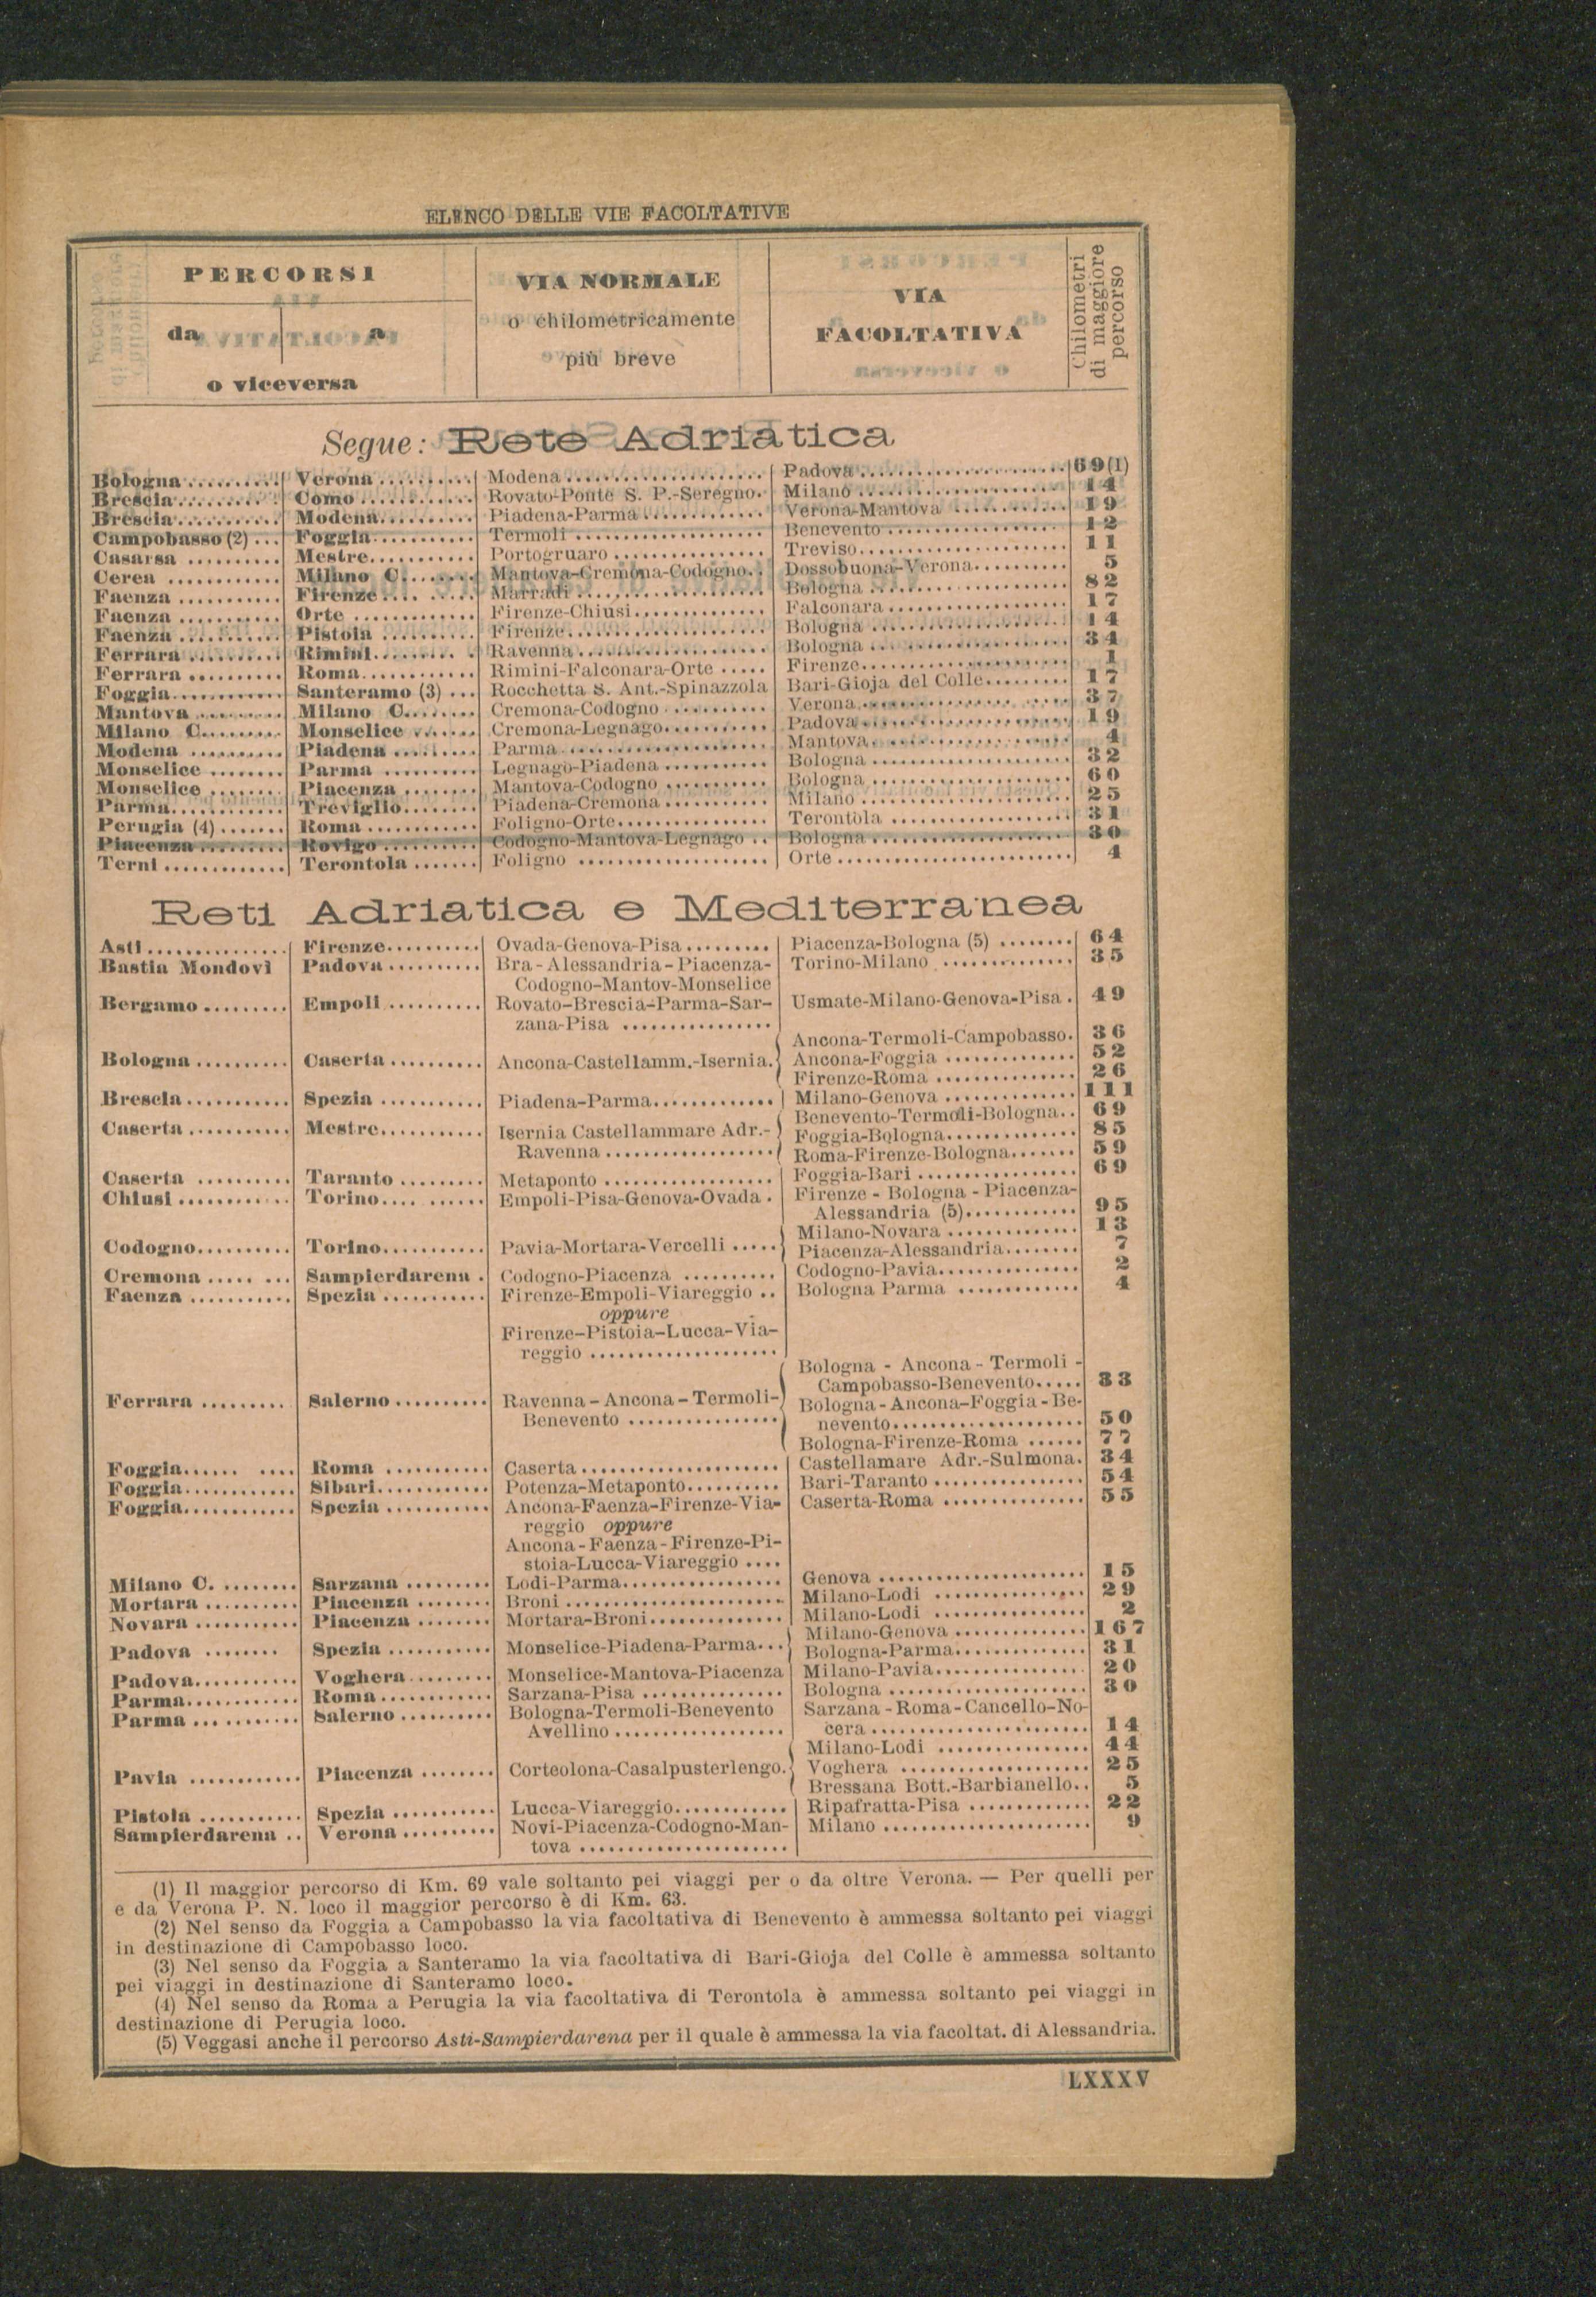 ELENCO DELLE VIE FACOLTATIVE
PERCORSI
da a
o viceversa
VIA NORMALE
o chilometricamente
più breve
VIA
FACOLTATIVA
Chilometri
di maggiore
percorso
Segue: Rete Adriatica
Bologna.......... Verona.......... Modena..................... Padova...................... 69(1)
Brescia.......... Como............ Rovato-Ponte S. P.-Seregno. Milano..................... 14
Brescia........... Modena.......... Piadena-Parma............. Verona-Mantova............ 19
Campobasso (2)... Foggia........... Termoli.................... Benevento.................. 12
Casarsa.......... Mestre........... Portogruaro................ Treviso...................... 11
Cerea............ Milano C........ Mantova-Cremona-Codogno.. Dossobuona-Verona.......... 5
Faenza........... Firenze.......... Marradi.................... Bologna..................... 82
Faenza........... Orte............. Firenze-Chiusi.............. Falconara................... 17
Faenza........... Pistoia.......... Firenze..................... Bologna..................... 14
Ferrara.......... Rimini.......... Ravenna.................... Bologna..................... 34
Ferrara.......... Roma............ Rimini-Falconara-Orte..... Firenze...................... 1
Foggia........... Santeramo (3)... Rocchetta S. Ant.-Spinazzola Bari-Gioja del Colle......... 17
Mantova......... Milano C........ Cremona-Codogno........... Verona...................... 37
Milano C........ Monselice....... Cremona-Legnago........... Padova...................... 19
Modena.......... Piadena......... Parma...................... Mantova..................... 4
Monselice........ Parma.......... Legnago-Piadena........... Bologna..................... 32
Monselice........ Piacenza........ Mantova-Codogno........... Bologna..................... 60
Parma............ Treviglio........ Piadena-Cremona........... Milano...................... 25
Perugia (4)....... Roma............ Foligno-Orte................ Terontola................... 31
Piacenza......... Rovigo.......... Codogno-Mantova-Legnago.. Bologna..................... 30
Terni............. Terontola....... Foligno.................... Orte......................... 4
Reti Adriatica e Mediterranea
Asti............... Firenze.......... Ovada-Genova-Pisa......... Piacenza-Bologna (5)........ 64
Bastia Mondovì Padova.......... Bra-Alessandria-Piacenza- Torino-Milano.............. 35
Codogno-Mantov-Monselice
Bergamo......... Empoli.......... Rovato-Brescia-Parma-Sar- Usmate-Milano-Genova-Pisa. 49
zana-Pisa................
Ancona-Termoli-Campobasso. 36
Bologna.......... Caserta.......... Ancona-Castellamm.-Isernia. Ancona-Foggia.............. 52
Firenze-Roma............... 26
Brescia........... Spezia........... Piadena-Parma............. Milano-Genova.............. 111
Benevento-Termoli-Bologna.. 69
Caserta........... Mestre........... Isernia Castellammare Adr.- Foggia-Bologna.............. 85
Ravenna.................. Roma-Firenze-Bologna....... 59
Caserta.......... Taranto......... Metaponto.................. Foggia-Bari................. 69
Chiusi............ Torino.......... Empoli-Pisa-Genova-Ovada. Firenze-Bologna-Piacenza-
Alessandria (5)............ 95
Milano-Novara.............. 13
Codogno.......... Torino........... Pavia-Mortara-Vercelli..... Piacenza-Alessandria........ 7
Cremona........ Sampierdarena. Codogno-Piacenza.......... Codogno-Pavia............... 2
Faenza........... Spezia........... Firenze-Empoli-Viareggio.. Bologna Parma............. 4
oppure
Firenze-Pistoia-Lucca-Via-
reggio....................
Bologna-Ancona-Termoli-
Campobasso-Benevento..... 33
Ferrara......... Salerno.......... Ravenna-Ancona-Termoli- Bologna-Ancona-Foggia-Be-
Benevento................ nevento.................... 50
Bologna-Firenze-Roma...... 77
Foggia.......... Roma........... Caserta..................... Castellamare Adr.-Sulmona. 34
Foggia............ Sibari............ Potenza-Metaponto.......... Bari-Taranto................ 54
Foggia............ Spezia........... Ancona-Faenza-Firenze-Via- Caserta-Roma............... 55
reggio oppure
Ancona-Faenza-Firenze-Pi-
stoia-Lucca-Viareggio....
Milano C......... Sarzana......... Lodi-Parma................. Genova...................... 15
Mortara.......... Piacenza........ Broni....................... Milano-Lodi................ 29
Novara........... Piacenza........ Mortara-Broni.............. Milano-Lodi................ 2
Milano-Genova.............. 167
Padova........ Spezia........... Monselice-Piadena-Parma... Bologna-Parma.............. 31
Padova........... Voghera......... Monselice-Mantova-Piacenza Milano-Pavia................ 20
Parma............ Roma............ Sarzana-Pisa............... Bologna..................... 30
Parma........... Salerno.......... Bologna-Termoli-Benevento Sarzana-Roma-Cancello-No-
Avellino.................. cera....................... 14
Milano-Lodi................ 44
Pavia............ Piacenza........ Corteolona-Casalpusterlengo. Voghera.................... 25
Bressana Bott.-Barbianello.. 5
Pistoia........... Spezia........... Lucca-Viareggio............ Ripafratta-Pisa............. 22
Sampierdarena.. Verona.......... Novi-Piacenza-Codogno-Man- Milano...................... 9
tova......................
(1) Il maggior percorso di Km. 69 vale soltanto pei viaggi per o da oltre Verona. — Per quelli per
e da Verona P. N. loco il maggior percorso è di Km. 63.
(2) Nel senso da Foggia a Campobasso la via facoltativa di Benevento è ammessa soltanto pei viaggi
in destinazione di Campobasso loco.
(3) Nel senso da Foggia a Santeramo la via facoltativa di Bari-Gioja del Colle è ammessa soltanto
pei viaggi in destinazione di Santeramo loco.
(4) Nel senso da Roma a Perugia la via facoltativa di Terontola è ammessa soltanto pei viaggi in
destinazione di Perugia loco.
(5) Veggasi anche il percorso Asti-Sampierdarena per il quale è ammessa la via facoltat. di Alessandria.
LXXXV